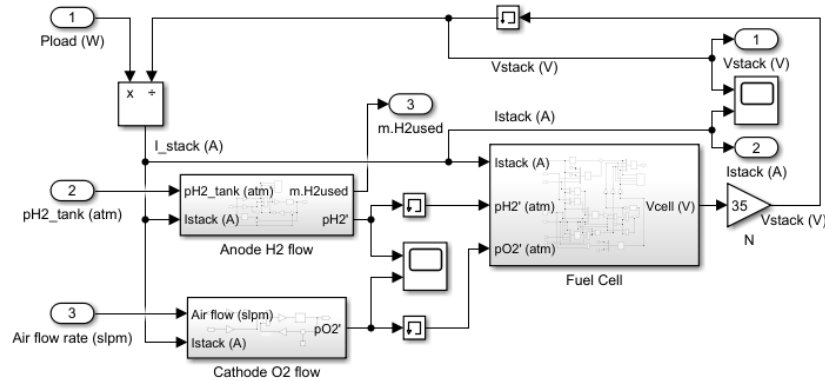 1
Pload (W)
x ÷
I_stack (A)
Vstack (V)
1
Vstack (V)
3
m.H2used
Istack (A)
2
Istack (A)
2
pH2_tank (atm)
pH2_tank (atm)
m.H2used
Istack (A)
pH2'
Anode H2 flow
Istack (A)
pH2' (atm)
Vcell (V)
pO2' (atm)
Fuel Cell
35
N
Vstack (V)
3
Air flow rate (slpm)
Air flow (slpm)
pO2'
Istack (A)
Cathode O2 flow